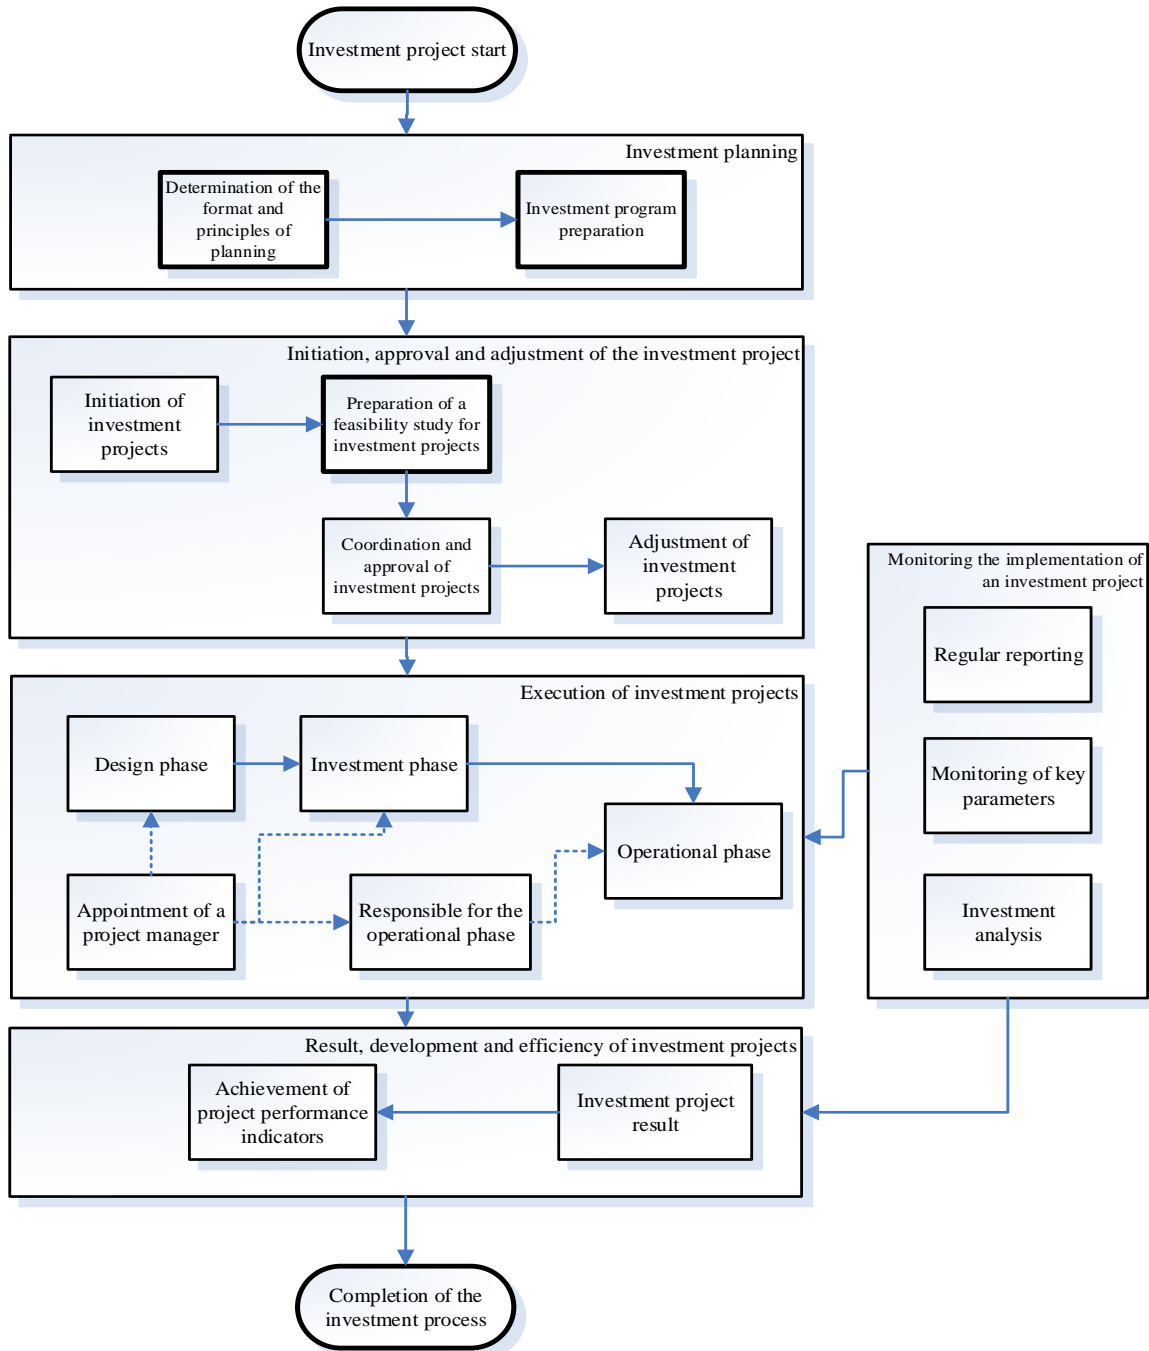 Investment project start
Investment planning
Determination of the
format and
principles of
planning
Investment program
preparation
Initiation, approval and adjustment of the investment project
Initiation of
investment
projects
Preparation of a
feasibility study for
investment projects
Coordination and
approval of
investment projects
Adjustment of
investment
projects
Monitoring the implementation of
an investment project
Regular reporting
Monitoring of key
parameters
Investment
analysis
Execution of investment projects
Design phase
Investment phase
Operational phase
Appointment of a
project manager
Responsible for the
operational phase
Result, development and efficiency of investment projects
Achievement of
project performance
indicators
Investment project
result
Completion of the
investment process